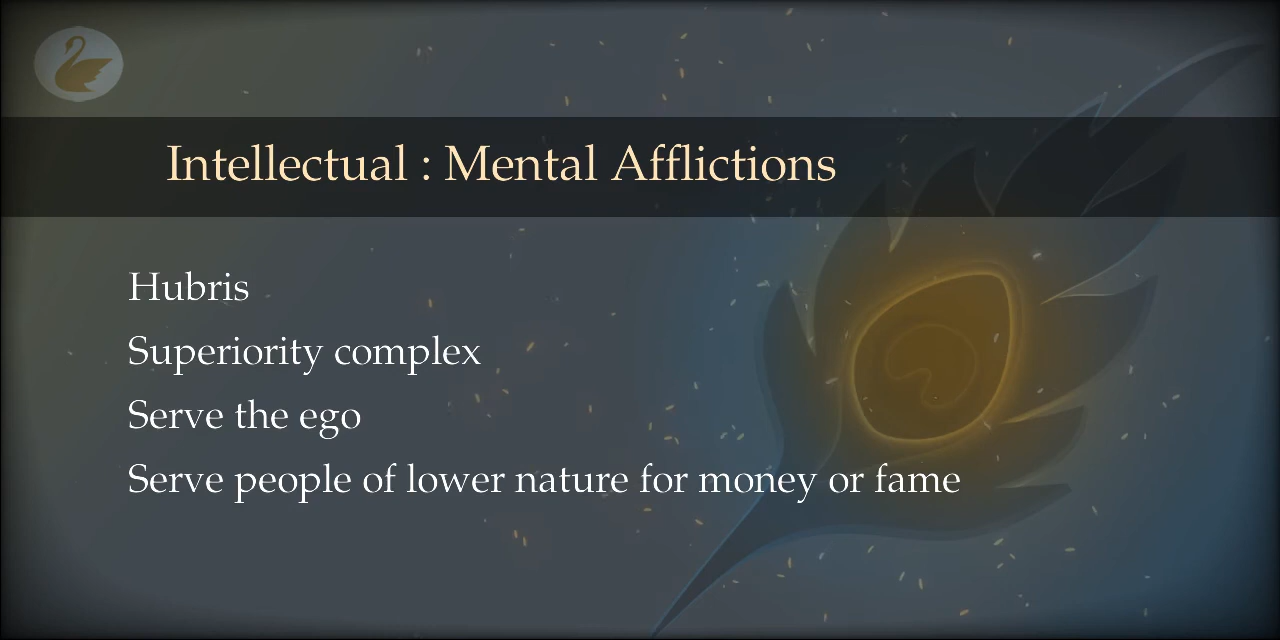 Intellectual : Mental Afflictions
Hubris
Superiority complex
Serve the ego
Serve people of lower nature for money or fame